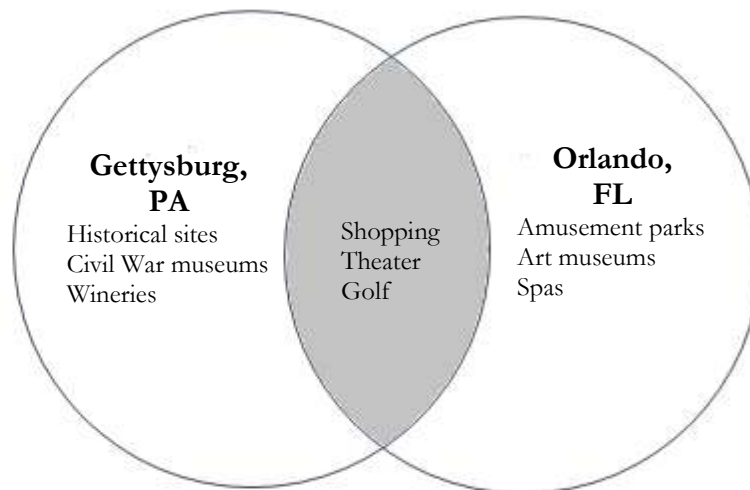 Gettysburg,
PA
Historical sites
Civil War museums
Wineries
Shopping
Theater
Golf
Orlando,
FL
Amusement parks
Art museums
Spas